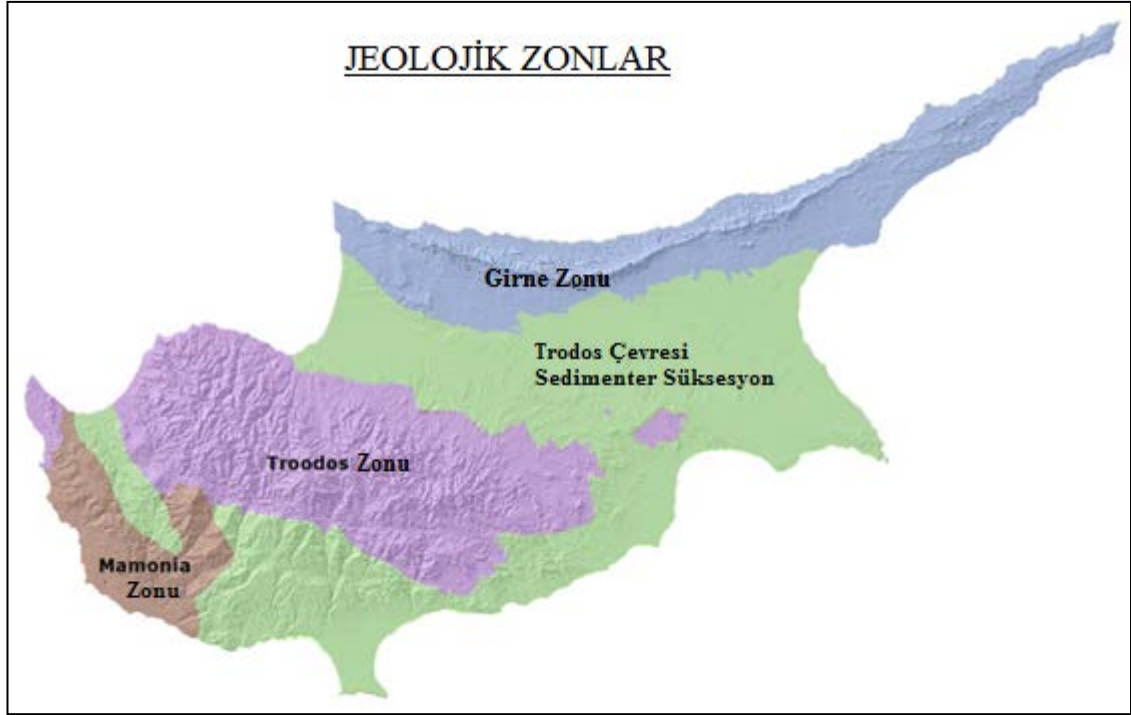 JEOLOJİK ZONLAR
Girne Zonu
Trodos Çevresi
Sedimenter Süksesyon
Troodos Zonu
Mamonia
Zonu